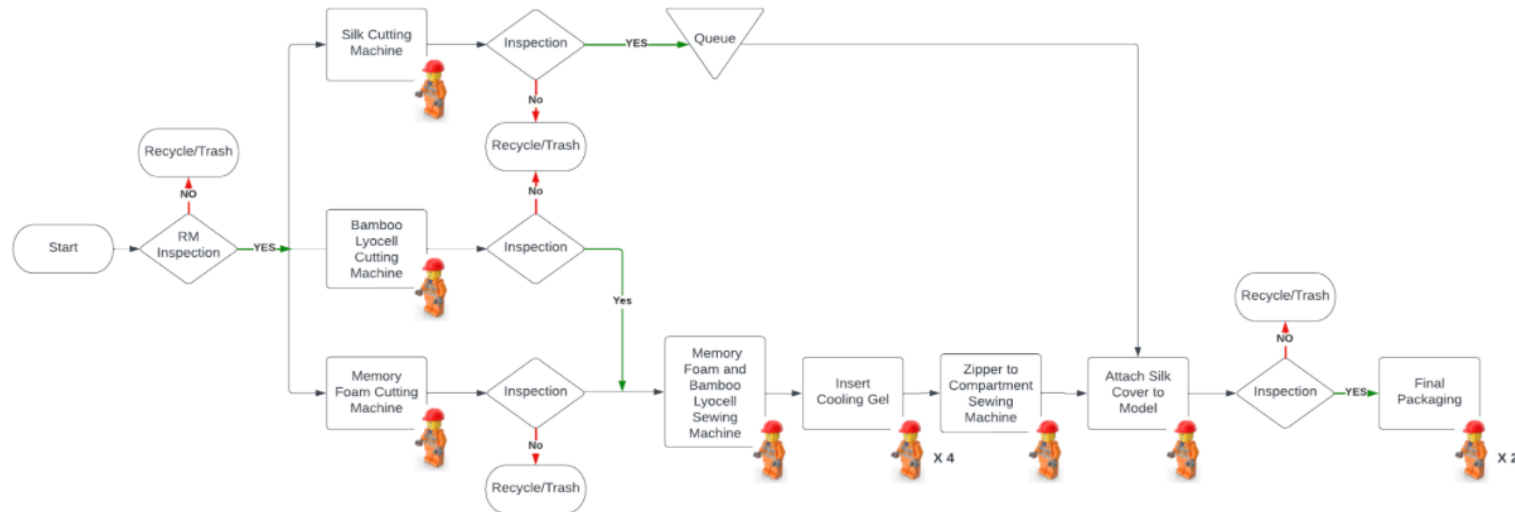 Silk Cutting
Machine
Inspection
YES
Queue
No
Recycle/Trash
Recycle/Trash
NO
No
Start
RM
Inspection
YES
Bamboo
Lyocell
Cutting
Machine
Inspection
Yes
Recycle/Trash
NO
Memory
Foam Cutting
Machine
Inspection
No
Recycle/Trash
Memory
Foam and
Bamboo
Lyocell
Sewing
Machine
Insert
Cooling Gel
X 4
Zipper to
Compartment
Sewing
Machine
Attach Silk
Cover to
Model
Inspection
YES
Final
Packaging
X 2